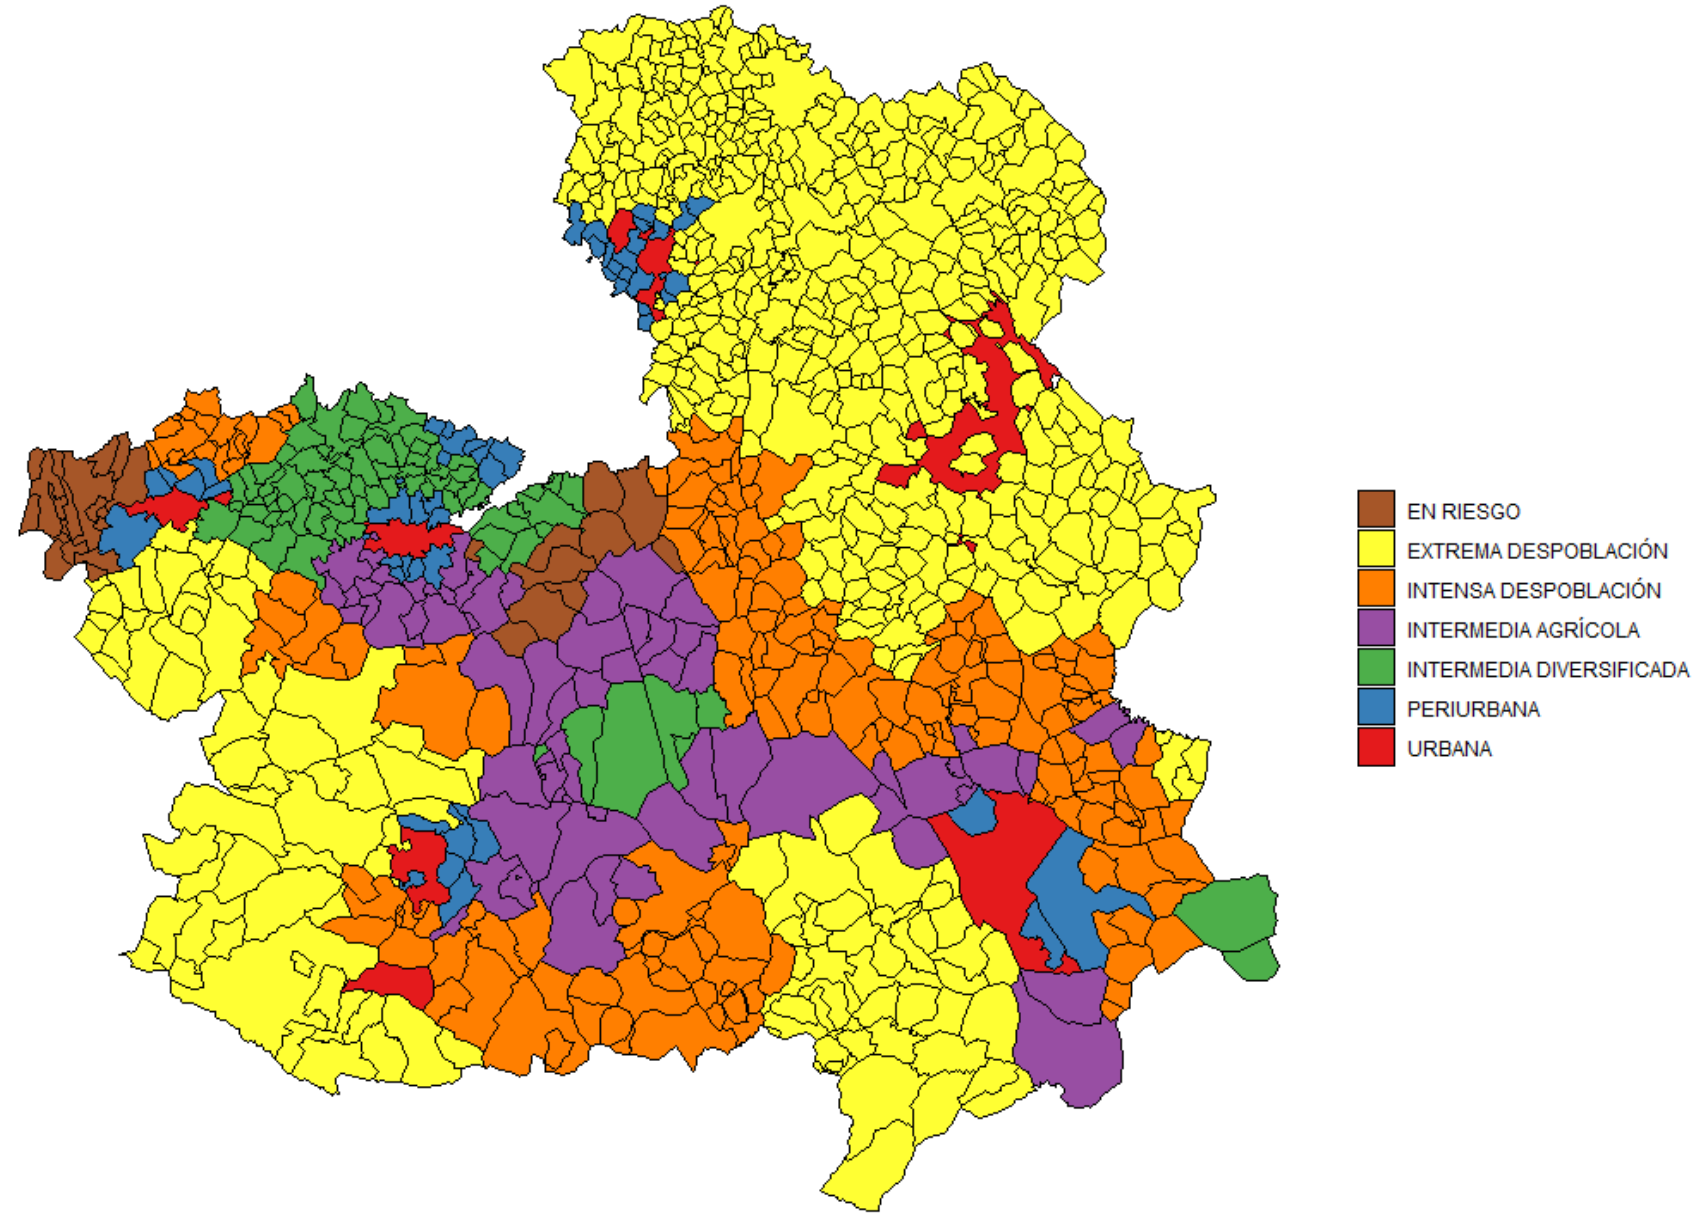 EN RIESGO
EXTREMA DESPOBLACIÓN
INTENSA DESPOBLACIÓN
INTERMEDIA AGRÍCOLA
INTERMEDIA DIVERSIFICADA
PERIURBANA
URBANA